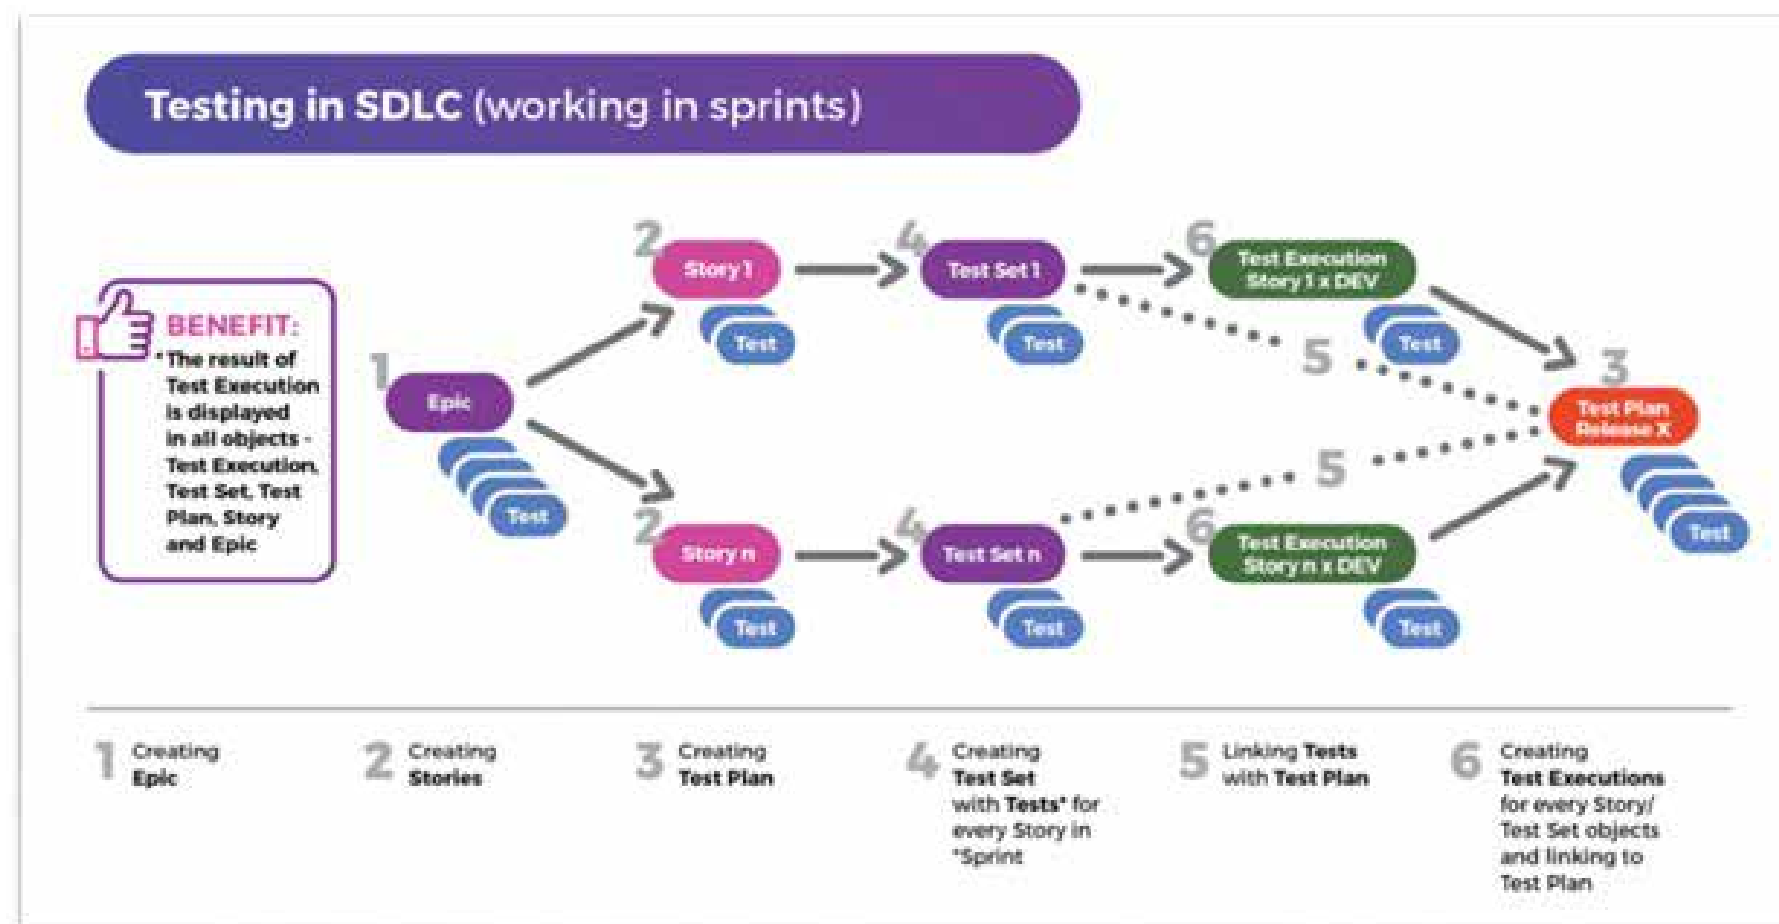 Testing in SDLC (working in sprints)
BENEFIT:
*The result of
Test Execution
is displayed
in all objects -
Test Execution,
Test Set, Test
Plan, Story
and Epic
1
Epic
Test
2
Story 1
Test
4
Test Set 1
Test
6
Test Execution
Story 1 x DEV
Test
5
3
Test Plan
Release X
Test
5
2
Story n
Test
4
Test Set n
Test
6
Test Execution
Story n x DEV
Test
1 Creating
Epic
2 Creating
Stories
3 Creating
Test Plan
4 Creating
Test Set
with Tests* for
every Story in
*Sprint
5 Linking Tests
with Test Plan
6 Creating
Test Executions
for every Story/
Test Set objects
and linking to
Test Plan